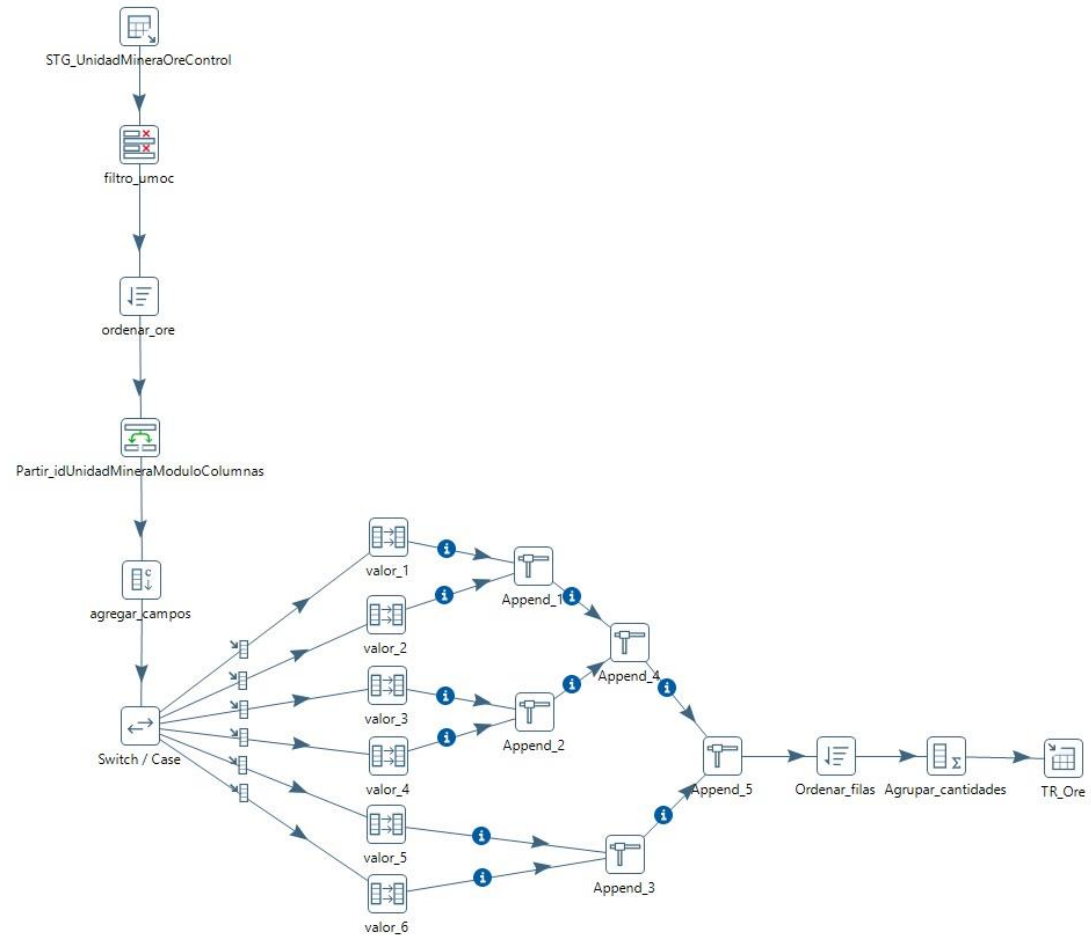 STG_UnidadMineraOreControl
filtro_umoc
ordenar_ore
Partir_idUnidadMineraModuloColumnas
agregar_campos
Switch / Case
valor_1
valor_2
valor_3
valor_4
valor_5
valor_6
Append_1
Append_2
Append_3
Append_4
Append_5
Ordenar_filas
Agrupar_cantidades
TR_Ore